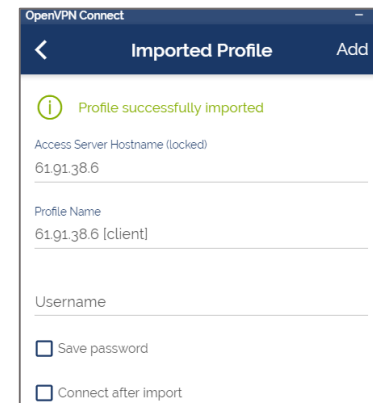 OpenVPN Connect
Imported Profile Add
Profile successfully imported
Access Server Hostname (locked)
61.91.38.6
Profile Name
61.91.38.6 [client]
Username
Save password
Connect after import